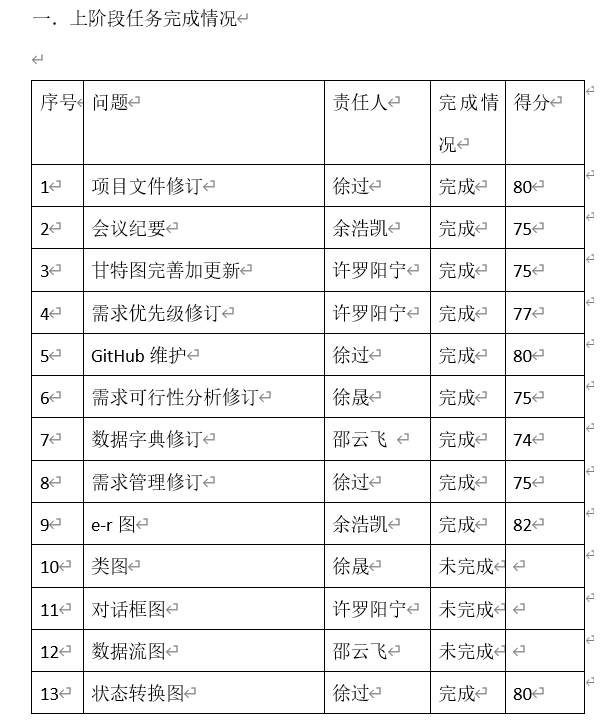 一．上阶段任务完成情况
序号 问题 责任人 完成情况 得分
1 项目文件修订 徐过 完成 80
2 会议纪要 余浩凯 完成 75
3 甘特图完善加更新 许罗阳宁 完成 75
4 需求优先级修订 许罗阳宁 完成 77
5 GitHub 维护 徐过 完成 80
6 需求可行性分析修订 徐晟 完成 75
7 数据字典修订 邵云飞 完成 74
8 需求管理修订 徐过 完成 75
9 e-r 图 余浩凯 完成 82
10 类图 徐晟 未完成
11 对话框图 许罗阳宁 未完成
12 数据流图 邵云飞 未完成
13 状态转换图 徐过 完成 80